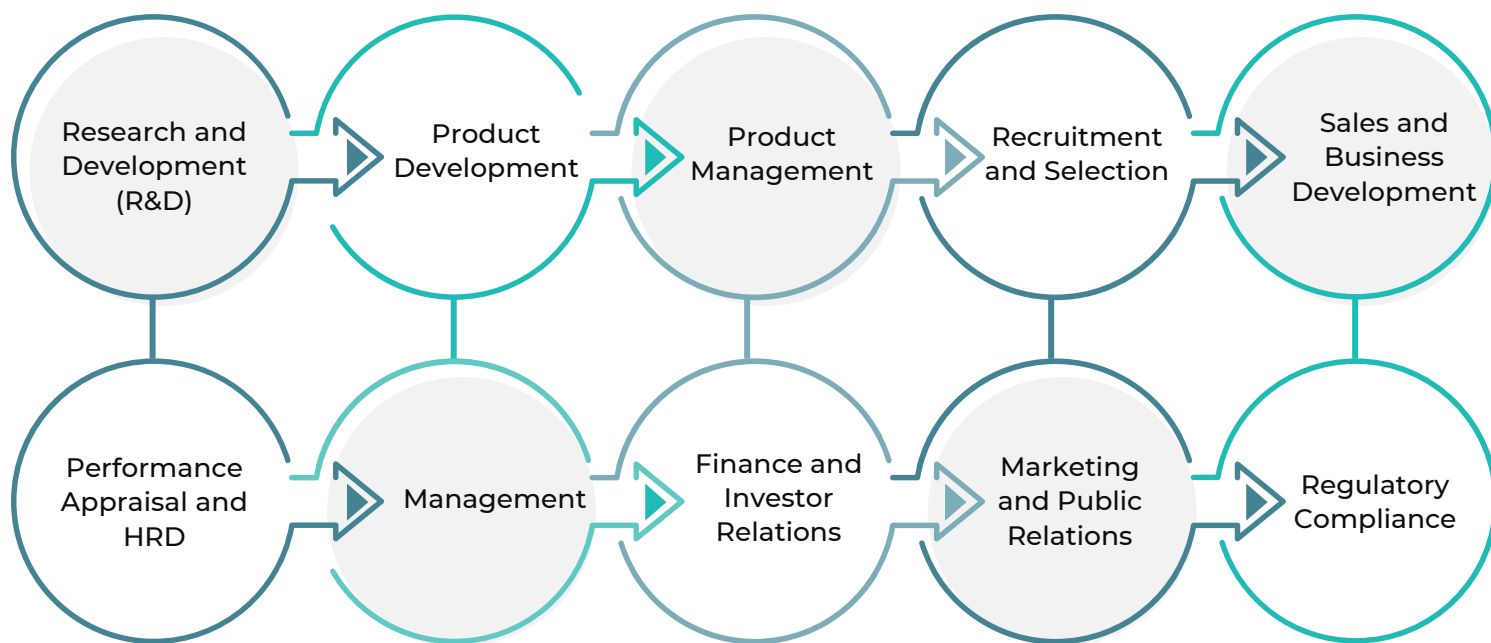 Research and
Development
(R&D)
Product
Development
Product
Management
Recruitment
and Selection
Sales and
Business
Development
Performance
Appraisal and
HRD
Management
Finance and
Investor
Relations
Marketing
and Public
Relations
Regulatory
Compliance